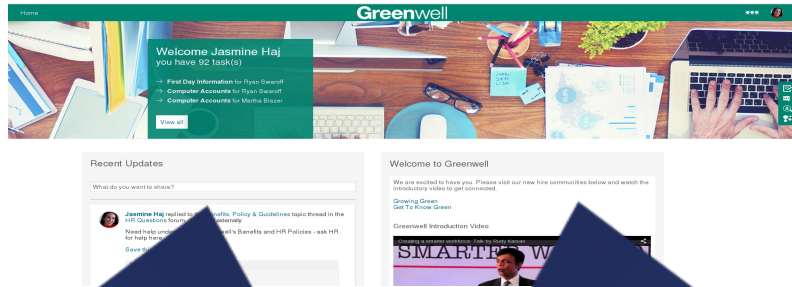 Home
Greenwell
Welcome Jasmine Haj
you have 92 task(s)
→ First Day Information for Ryan Swaroff
→ Computer Accounts for Ryan Swaroff
→ Computer Accounts for Martha Blazer
View all
Recent Updates
What do you want to share?
Jasmine Haj replied to Policy & Guidelines topic thread in the
HR Questions externally
Need help 's Benefits and HR Policies - ask HR
for help here
Save
Welcome to Greenwell
We are excited to have you. Please visit our new hire communities below and watch the
introductory video to get connected.
Growing Green
Get To Know Green
Greenwell Introduction Video
Creating a smarter workforce: Talk by Rudy Karsan
SMARTER W